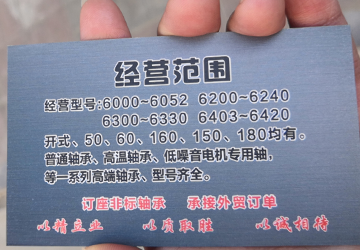 经营范围
经营型号:6000~6052 6200~6240
6300~6330 6403~6420
开式、50、60、160、150、180均有。
普通轴承、高温轴承、低噪音电机专用轴,
等一系列高端轴承、型号齐全。
订座非标轴承 承接外贸订单
以精立业 以质取胜 以诚相待